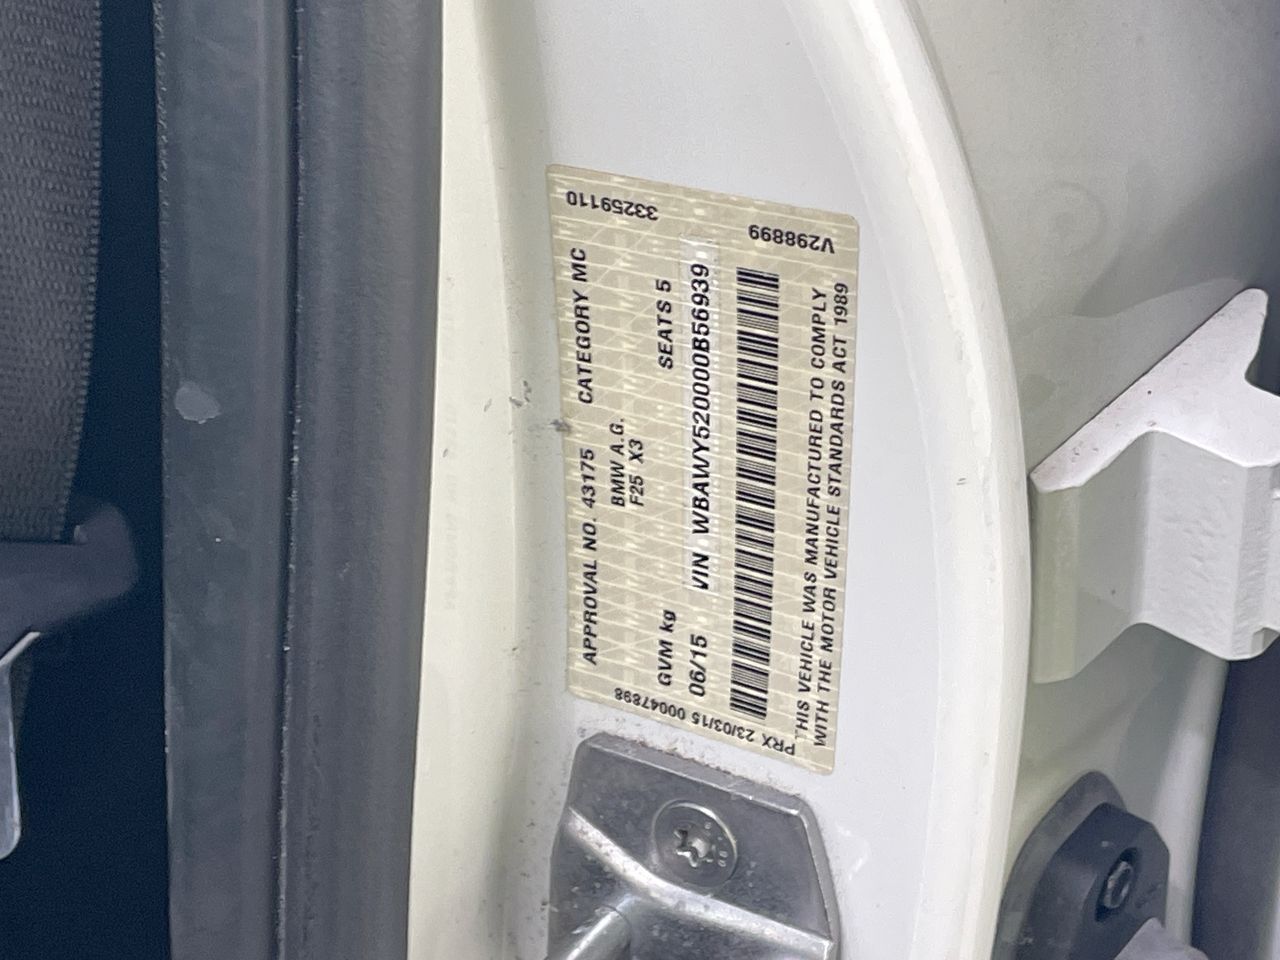 APPROVAL NO. 43175 CATEGORY MC
BMW A.G.
F25 X3
GVM kg SEATS 5
06/15 VIN WBAWY520000B56939
THIS VEHICLE WAS MANUFACTURED TO COMPLY
WITH THE MOTOR VEHICLE STANDARDS ACT 1989
33259110
V298899
PRX 23/03/15 00047898